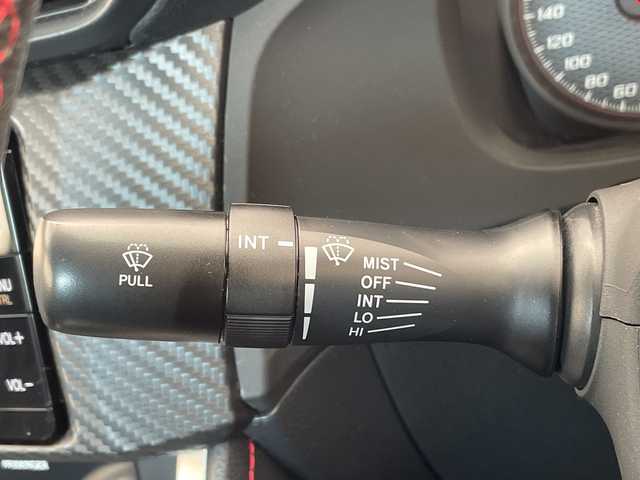 140
120
100
80
60
INT
PULL
MIST
OFF
INT
LO
HI
VOL+
VOL−